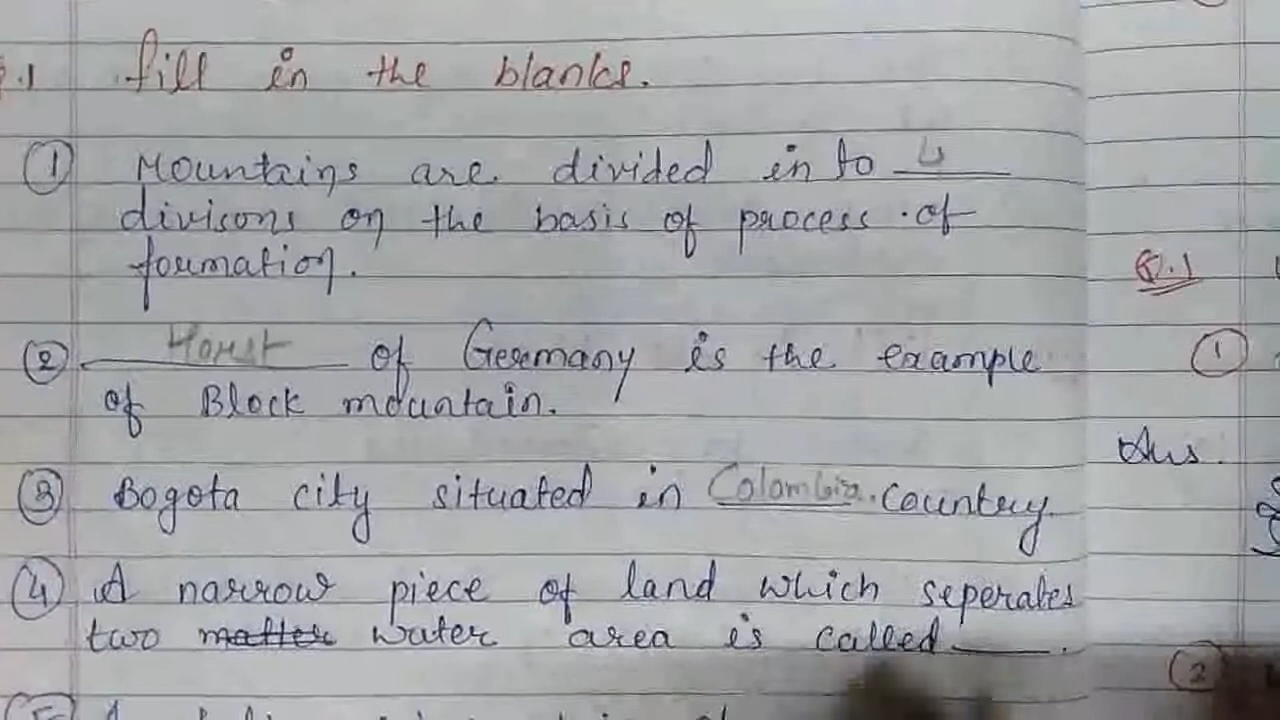 fill in the blanks.
① Mountains are divided in to 4
divisons on the basis of process of
formation.
② Horst of Germany is the example
of Block mountain.
③ Bogota city situated in Colombia. Country.
④ A narrow piece of land which seperates
two matter water area is called ____.
Q.1
①
Ans.
②